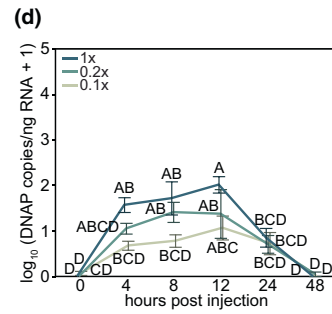 (d)
5
1x
0.2x
0.1x
4
3
2
1
0
log10 (DNAP copies/ng RNA + 1)
AB
AB
A
ABCD
AB
AB
BCD
BCD
BCD
BCD
ABC
BCD
D
D
CD
D
D
D
0
4
8
12
24
48
hours post injection